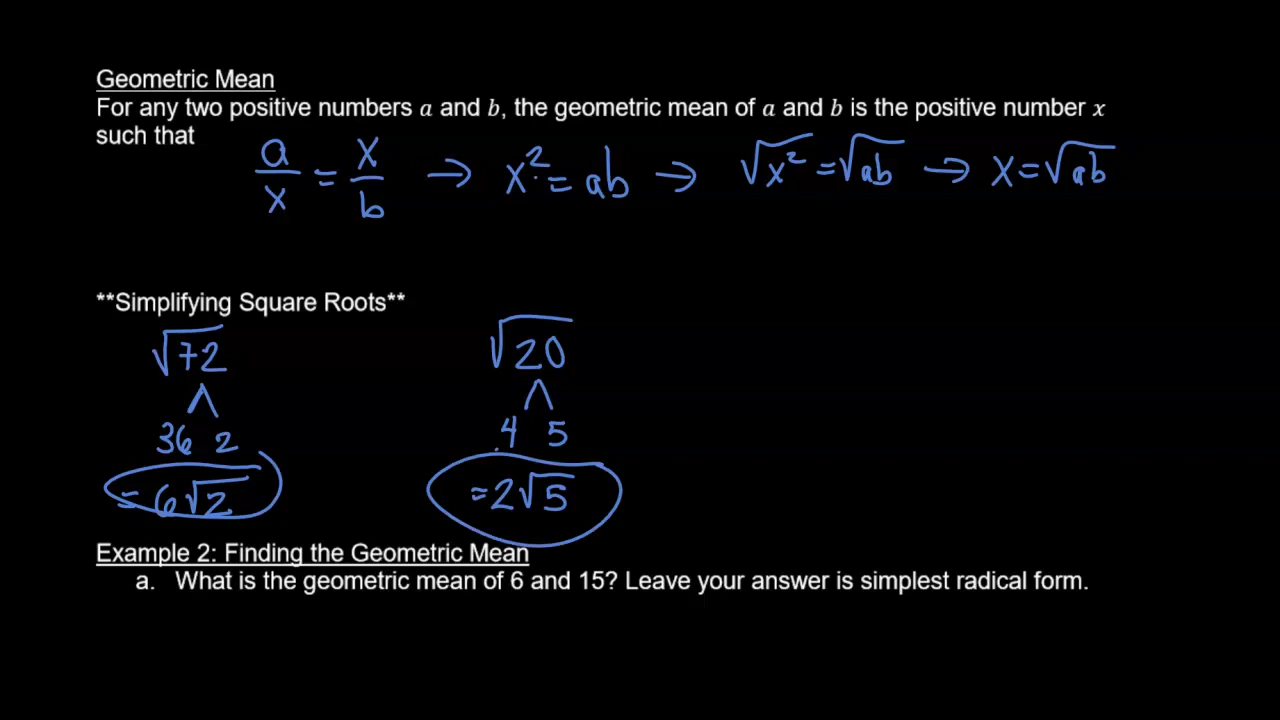 Geometric Mean
For any two positive numbers a and b, the geometric mean of a and b is the positive number x
such that
a/x = x/b → x² = ab → √x² = √ab → x = √ab
**Simplifying Square Roots**
√72 √20
36 2 4 5
= 6√2 = 2√5
Example 2: Finding the Geometric Mean
a. What is the geometric mean of 6 and 15? Leave your answer is simplest radical form.